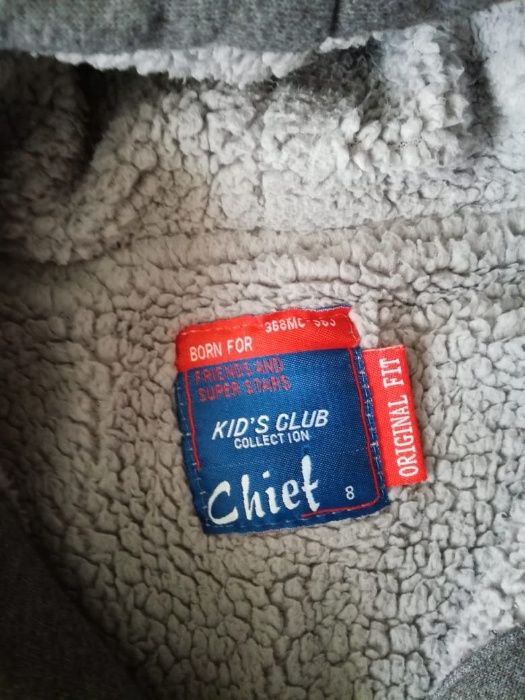 BORN FOR
FRIENDS AND
SUPER STARS
KID'S CLUB
COLLECTION
Chief
8
ORIGINAL FIT